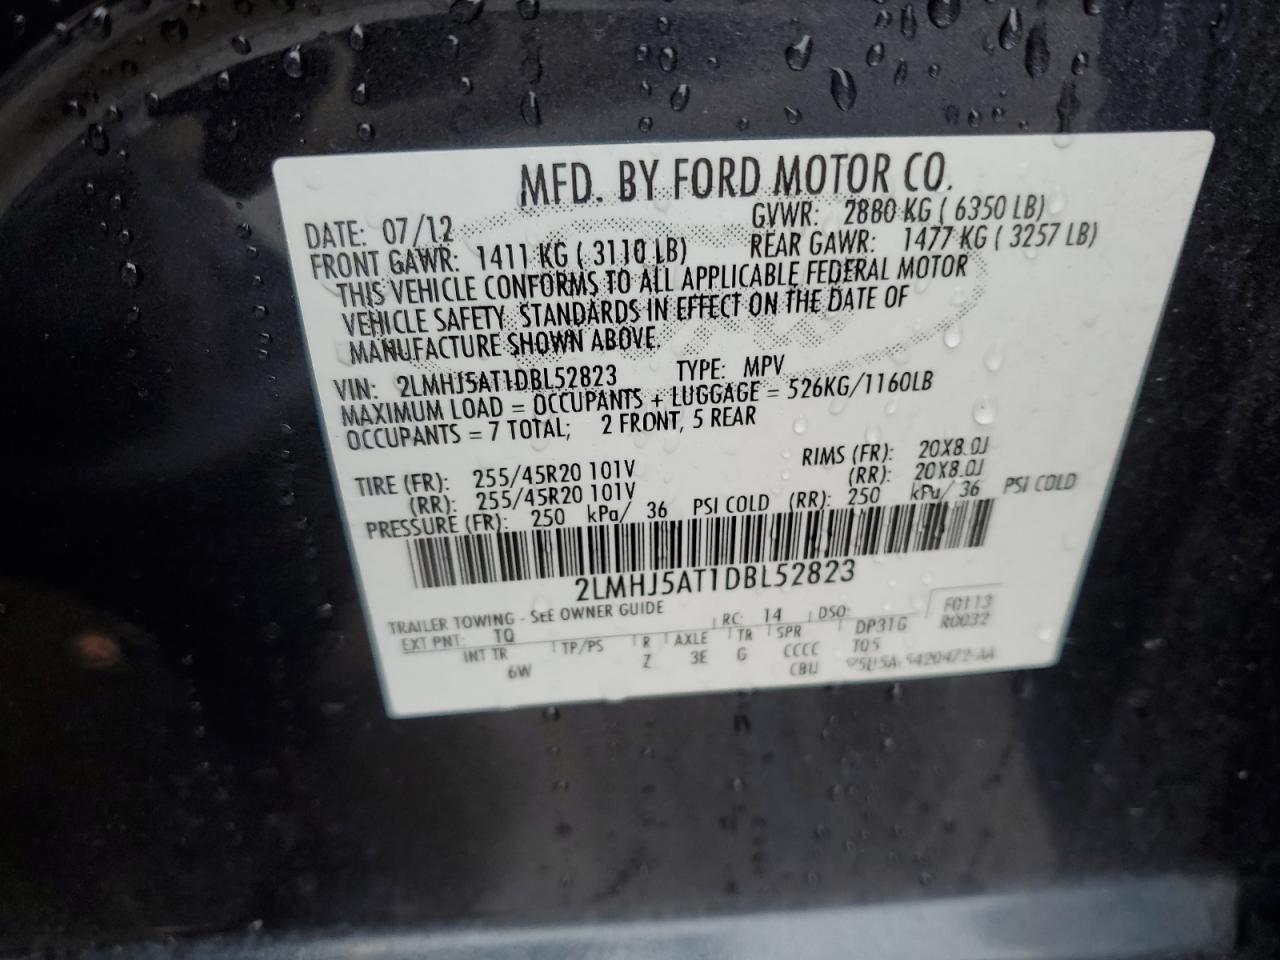 MFD. BY FORD MOTOR CO.
DATE: 07/12 GVWR: 2880 KG ( 6350 LB)
FRONT GAWR: 1411 KG ( 3110 LB) REAR GAWR: 1477 KG ( 3257 LB)
THIS VEHICLE CONFORMS TO ALL APPLICABLE FEDERAL MOTOR
VEHICLE SAFETY STANDARDS IN EFFECT ON THE DATE OF
MANUFACTURE SHOWN ABOVE.
VIN: 2LMHJ5AT1DBL52823 TYPE: MPV
MAXIMUM LOAD = OCCUPANTS + LUGGAGE = 526KG/1160LB
OCCUPANTS = 7 TOTAL; 2 FRONT, 5 REAR
TIRE (FR): 255/45R20 101V RIMS (FR): 20X8.0J
(RR): 255/45R20 101V (RR): 20X8.0J
PRESSURE (FR): 250 kPa/ 36 PSI COLD (RR): 250 kPa/ 36 PSI COLD
2LMHJ5AT1DBL52823
TRAILER TOWING - SEE OWNER GUIDE
EXT PNT: TQ RC: 14 DSO: F0113
INT TR TP/PS R AXLE TR SPR DP31G R0032
6W Z 3E G CCCC T05
CBU